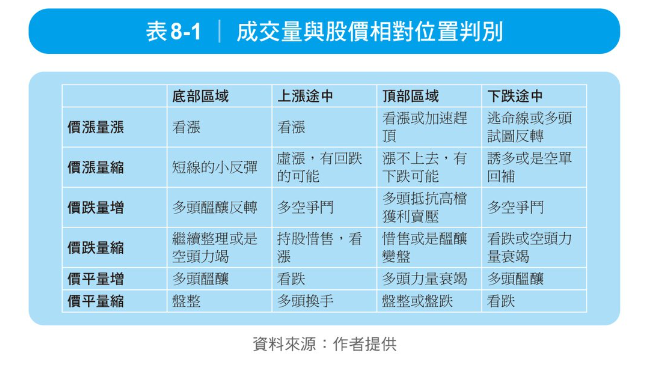 表8-1｜成交量與股價相對位置判別
底部區域 上漲途中 頂部區域 下跌途中
價漲量漲 看漲 看漲 看漲或加速趕頂 逃命線或多頭試圖反轉
價漲量縮 短線的小反彈 虛漲，有回跌的可能 漲不上去，有下跌可能 誘多或是空單回補
價跌量增 多頭醞釀反轉 多空爭鬥 多頭抵抗高檔獲利賣壓 多空爭鬥
價跌量縮 繼續整理或是空頭力竭 持股惜售，看漲 惜售或是醞釀變盤 看跌或空頭力量衰竭
價平量增 多頭醞釀 看跌 多頭力量衰竭 多頭醞釀
價平量縮 盤整 多頭換手 盤整或盤跌 看跌
資料來源：作者提供